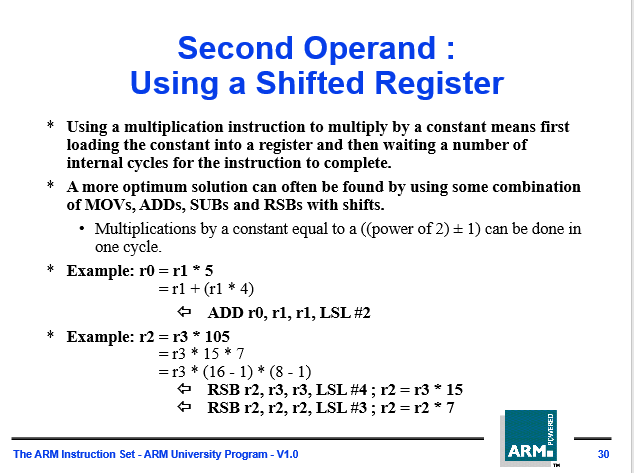 Second Operand :
Using a Shifted Register
* Using a multiplication instruction to multiply by a constant means first
loading the constant into a register and then waiting a number of
internal cycles for the instruction to complete.
* A more optimum solution can often be found by using some combination
of MOVs, ADDs, SUBs and RSBs with shifts.
• Multiplications by a constant equal to a ((power of 2) ± 1) can be done in
one cycle.
* Example: r0 = r1 * 5
= r1 + (r1 * 4)
⇦ ADD r0, r1, r1, LSL #2
* Example: r2 = r3 * 105
= r3 * 15 * 7
= r3 * (16 - 1) * (8 - 1)
⇦ RSB r2, r3, r3, LSL #4 ; r2 = r3 * 15
⇦ RSB r2, r2, r2, LSL #3 ; r2 = r2 * 7
ARM POWERED
TM
The ARM Instruction Set - ARM University Program - V1.0
30